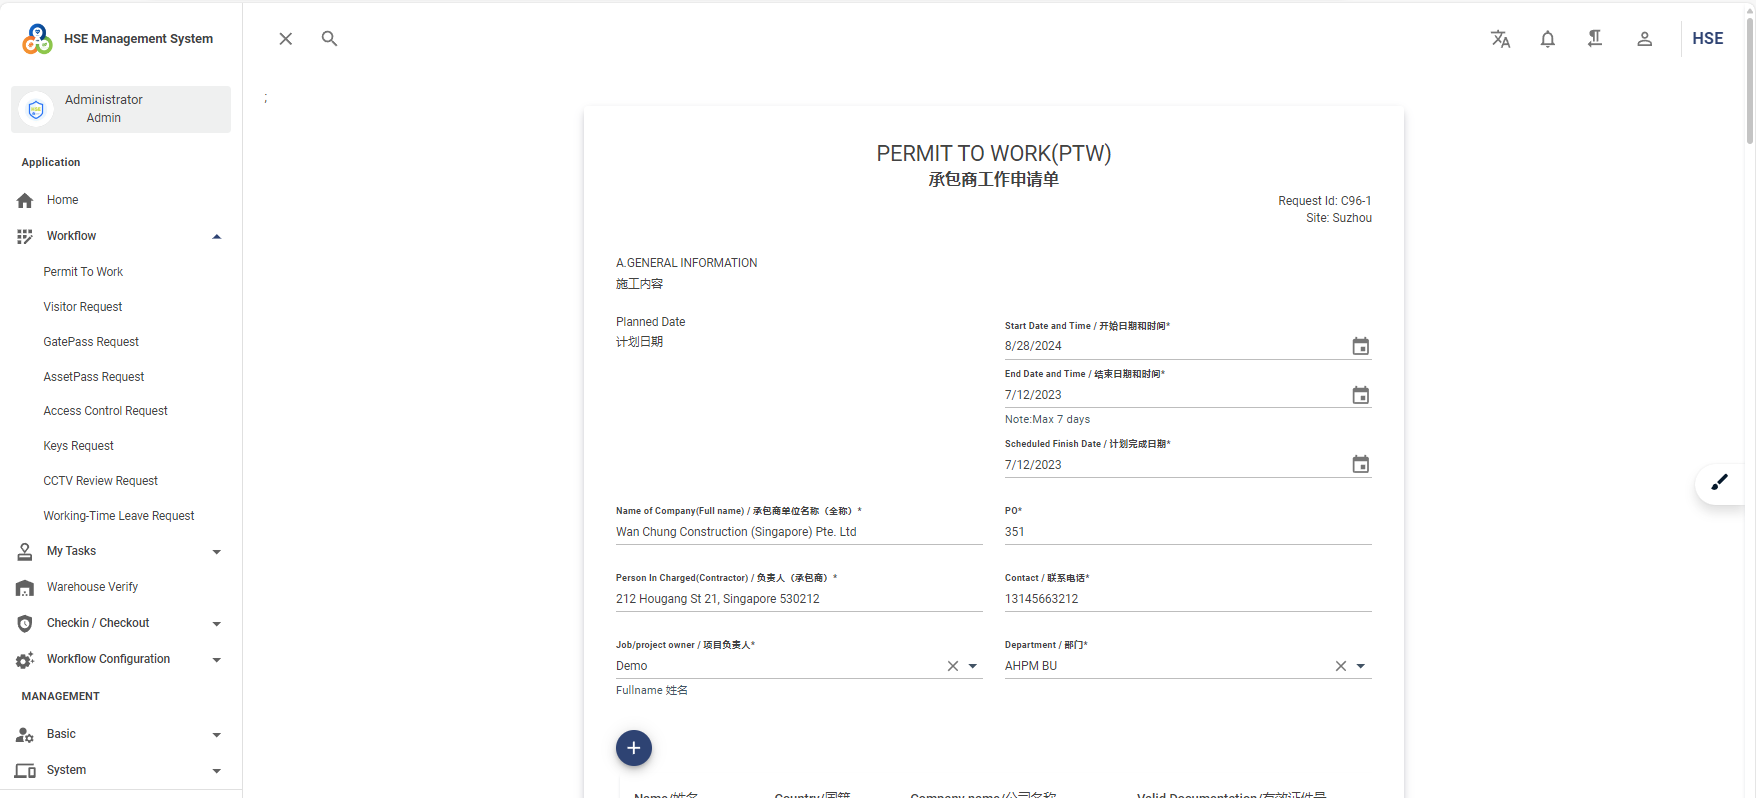 HSE Management System
HSE
Administrator
Admin
;
Application
Home
Workflow
Permit To Work
Visitor Request
GatePass Request
AssetPass Request
Access Control Request
Keys Request
CCTV Review Request
Working-Time Leave Request
My Tasks
Warehouse Verify
Checkin / Checkout
Workflow Configuration
MANAGEMENT
Basic
System
PERMIT TO WORK(PTW)
承包商工作申请单
Request Id: C96-1
Site: Suzhou
A.GENERAL INFORMATION
施工内容
Planned Date
计划日期
Start Date and Time / 开始日期和时间*
8/28/2024
End Date and Time / 结束日期和时间*
7/12/2023
Note:Max 7 days
Scheduled Finish Date / 计划完成日期*
7/12/2023
Name of Company(Full name) / 承包商单位名称（全称）*
Wan Chung Construction (Singapore) Pte. Ltd
PO*
351
Person In Charged(Contractor) / 负责人（承包商）*
212 Hougang St 21, Singapore 530212
Contact / 联系电话*
13145663212
Job/project owner / 项目负责人*
Demo
Fullname 姓名
Department / 部门*
AHPM BU
Name/姓名 Country/国籍 Company name/公司名称 Valid Documentation/有效证件号